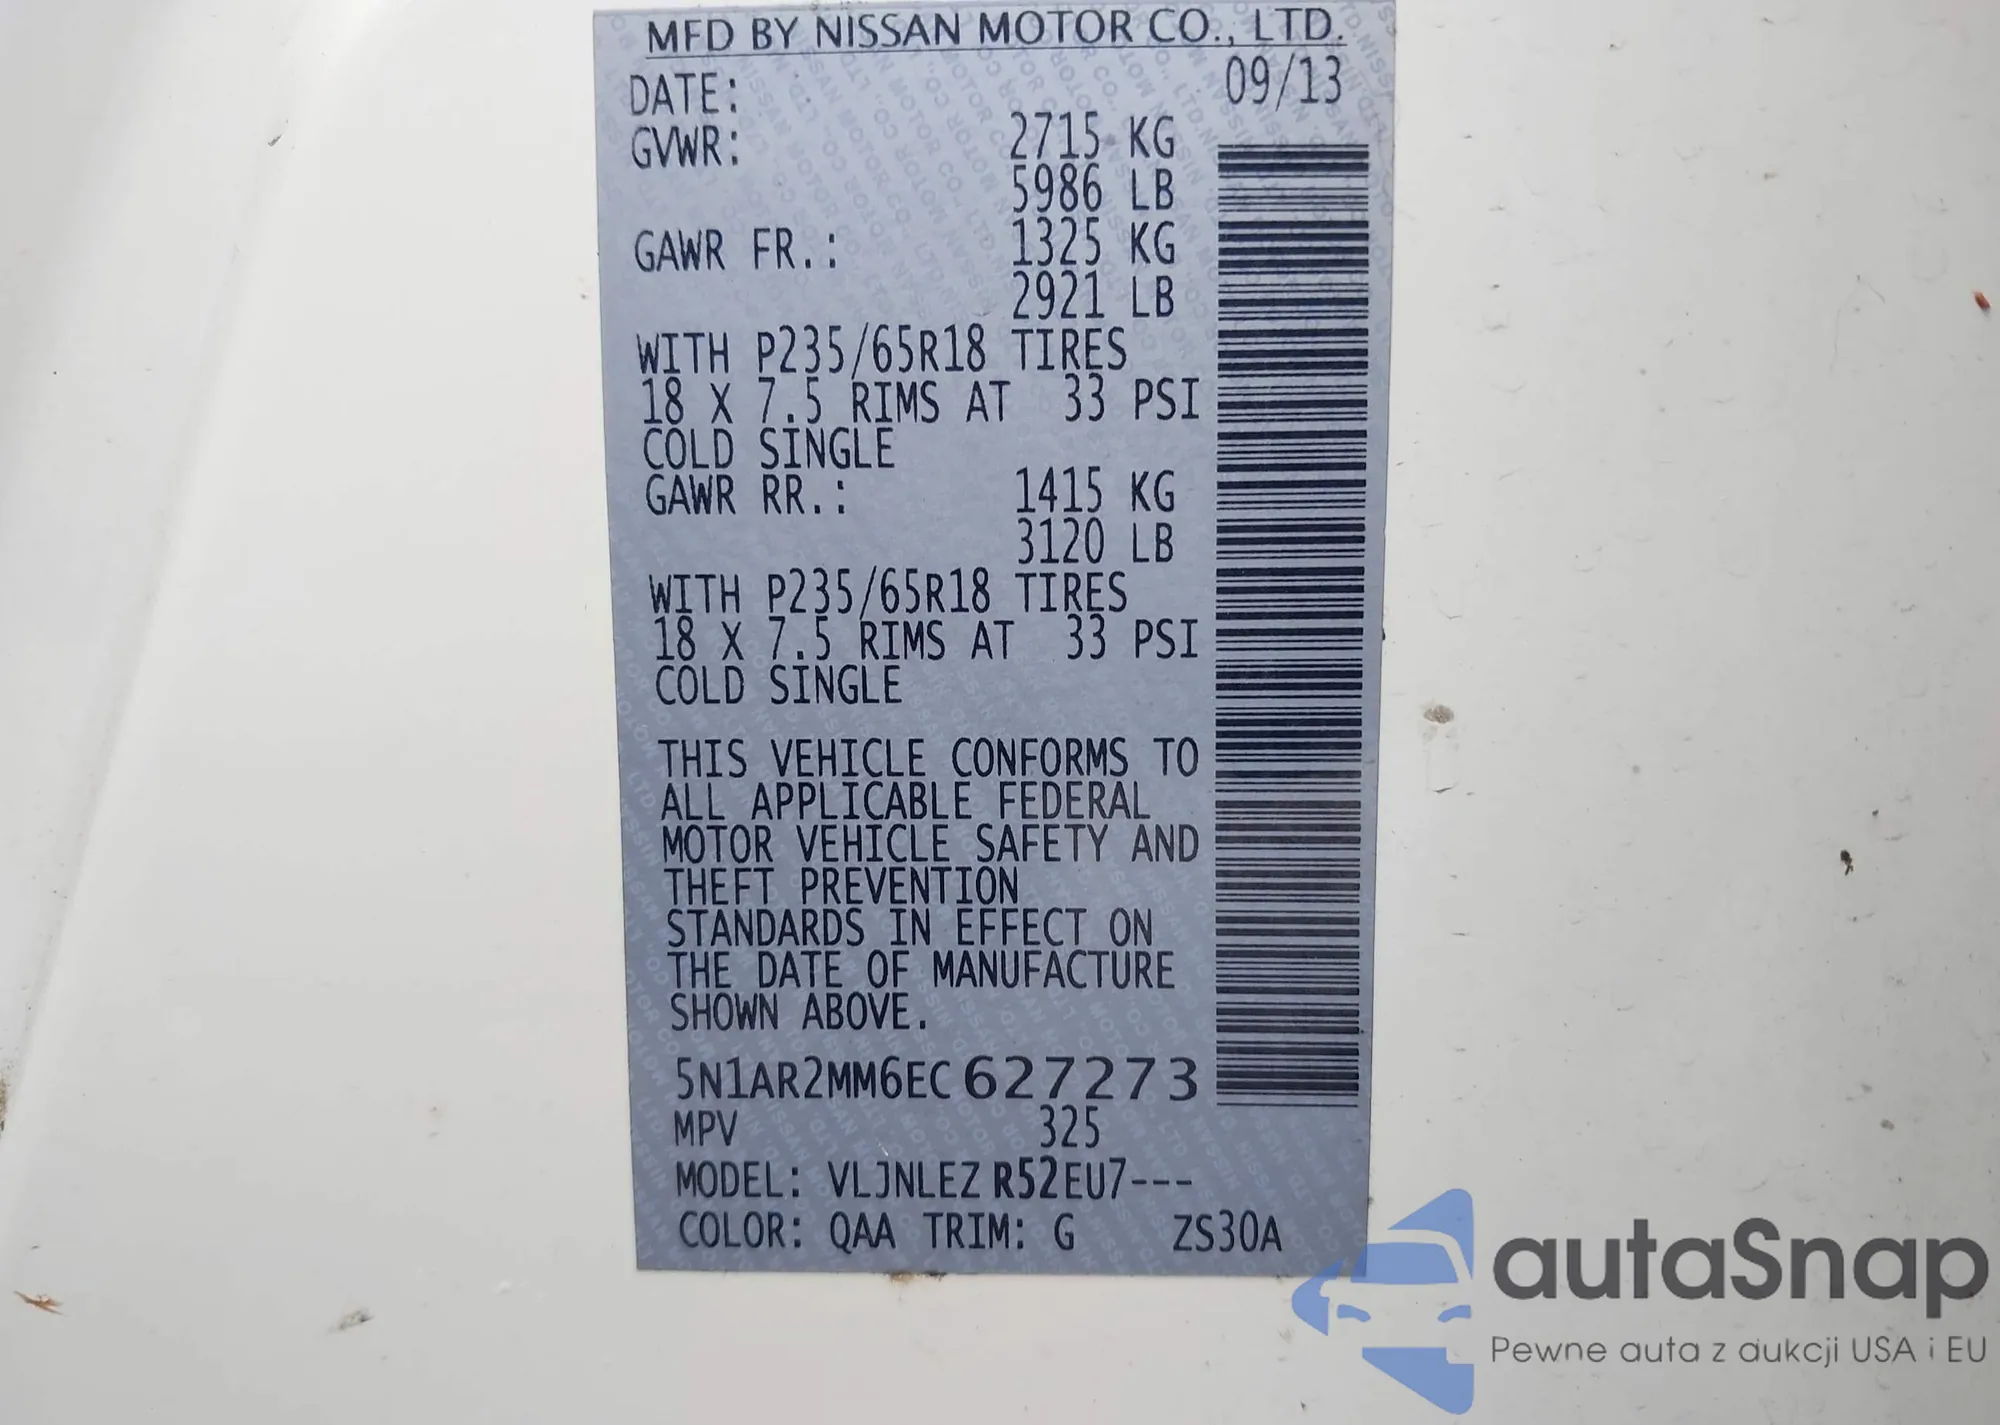 MFD BY NISSAN MOTOR CO., LTD.
DATE: 09/13
GVWR: 2715 KG
5986 LB
GAWR FR.: 1325 KG
2921 LB
WITH P235/65R18 TIRES
18 X 7.5 RIMS AT 33 PSI
COLD SINGLE
GAWR RR.: 1415 KG
3120 LB
WITH P235/65R18 TIRES
18 X 7.5 RIMS AT 33 PSI
COLD SINGLE
THIS VEHICLE CONFORMS TO
ALL APPLICABLE FEDERAL
MOTOR VEHICLE SAFETY AND
THEFT PREVENTION
STANDARDS IN EFFECT ON
THE DATE OF MANUFACTURE
SHOWN ABOVE.
5N1AR2MM6EC627273
MPV 325
MODEL: VLJNLEZ R52EU7---
COLOR: QAA TRIM: G ZS30A
autaSnap
Pewne auta z aukcji USA i EU